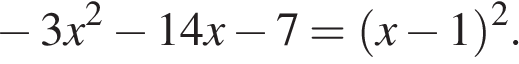 − 3x² − 14x − 7 = (x − 1)².